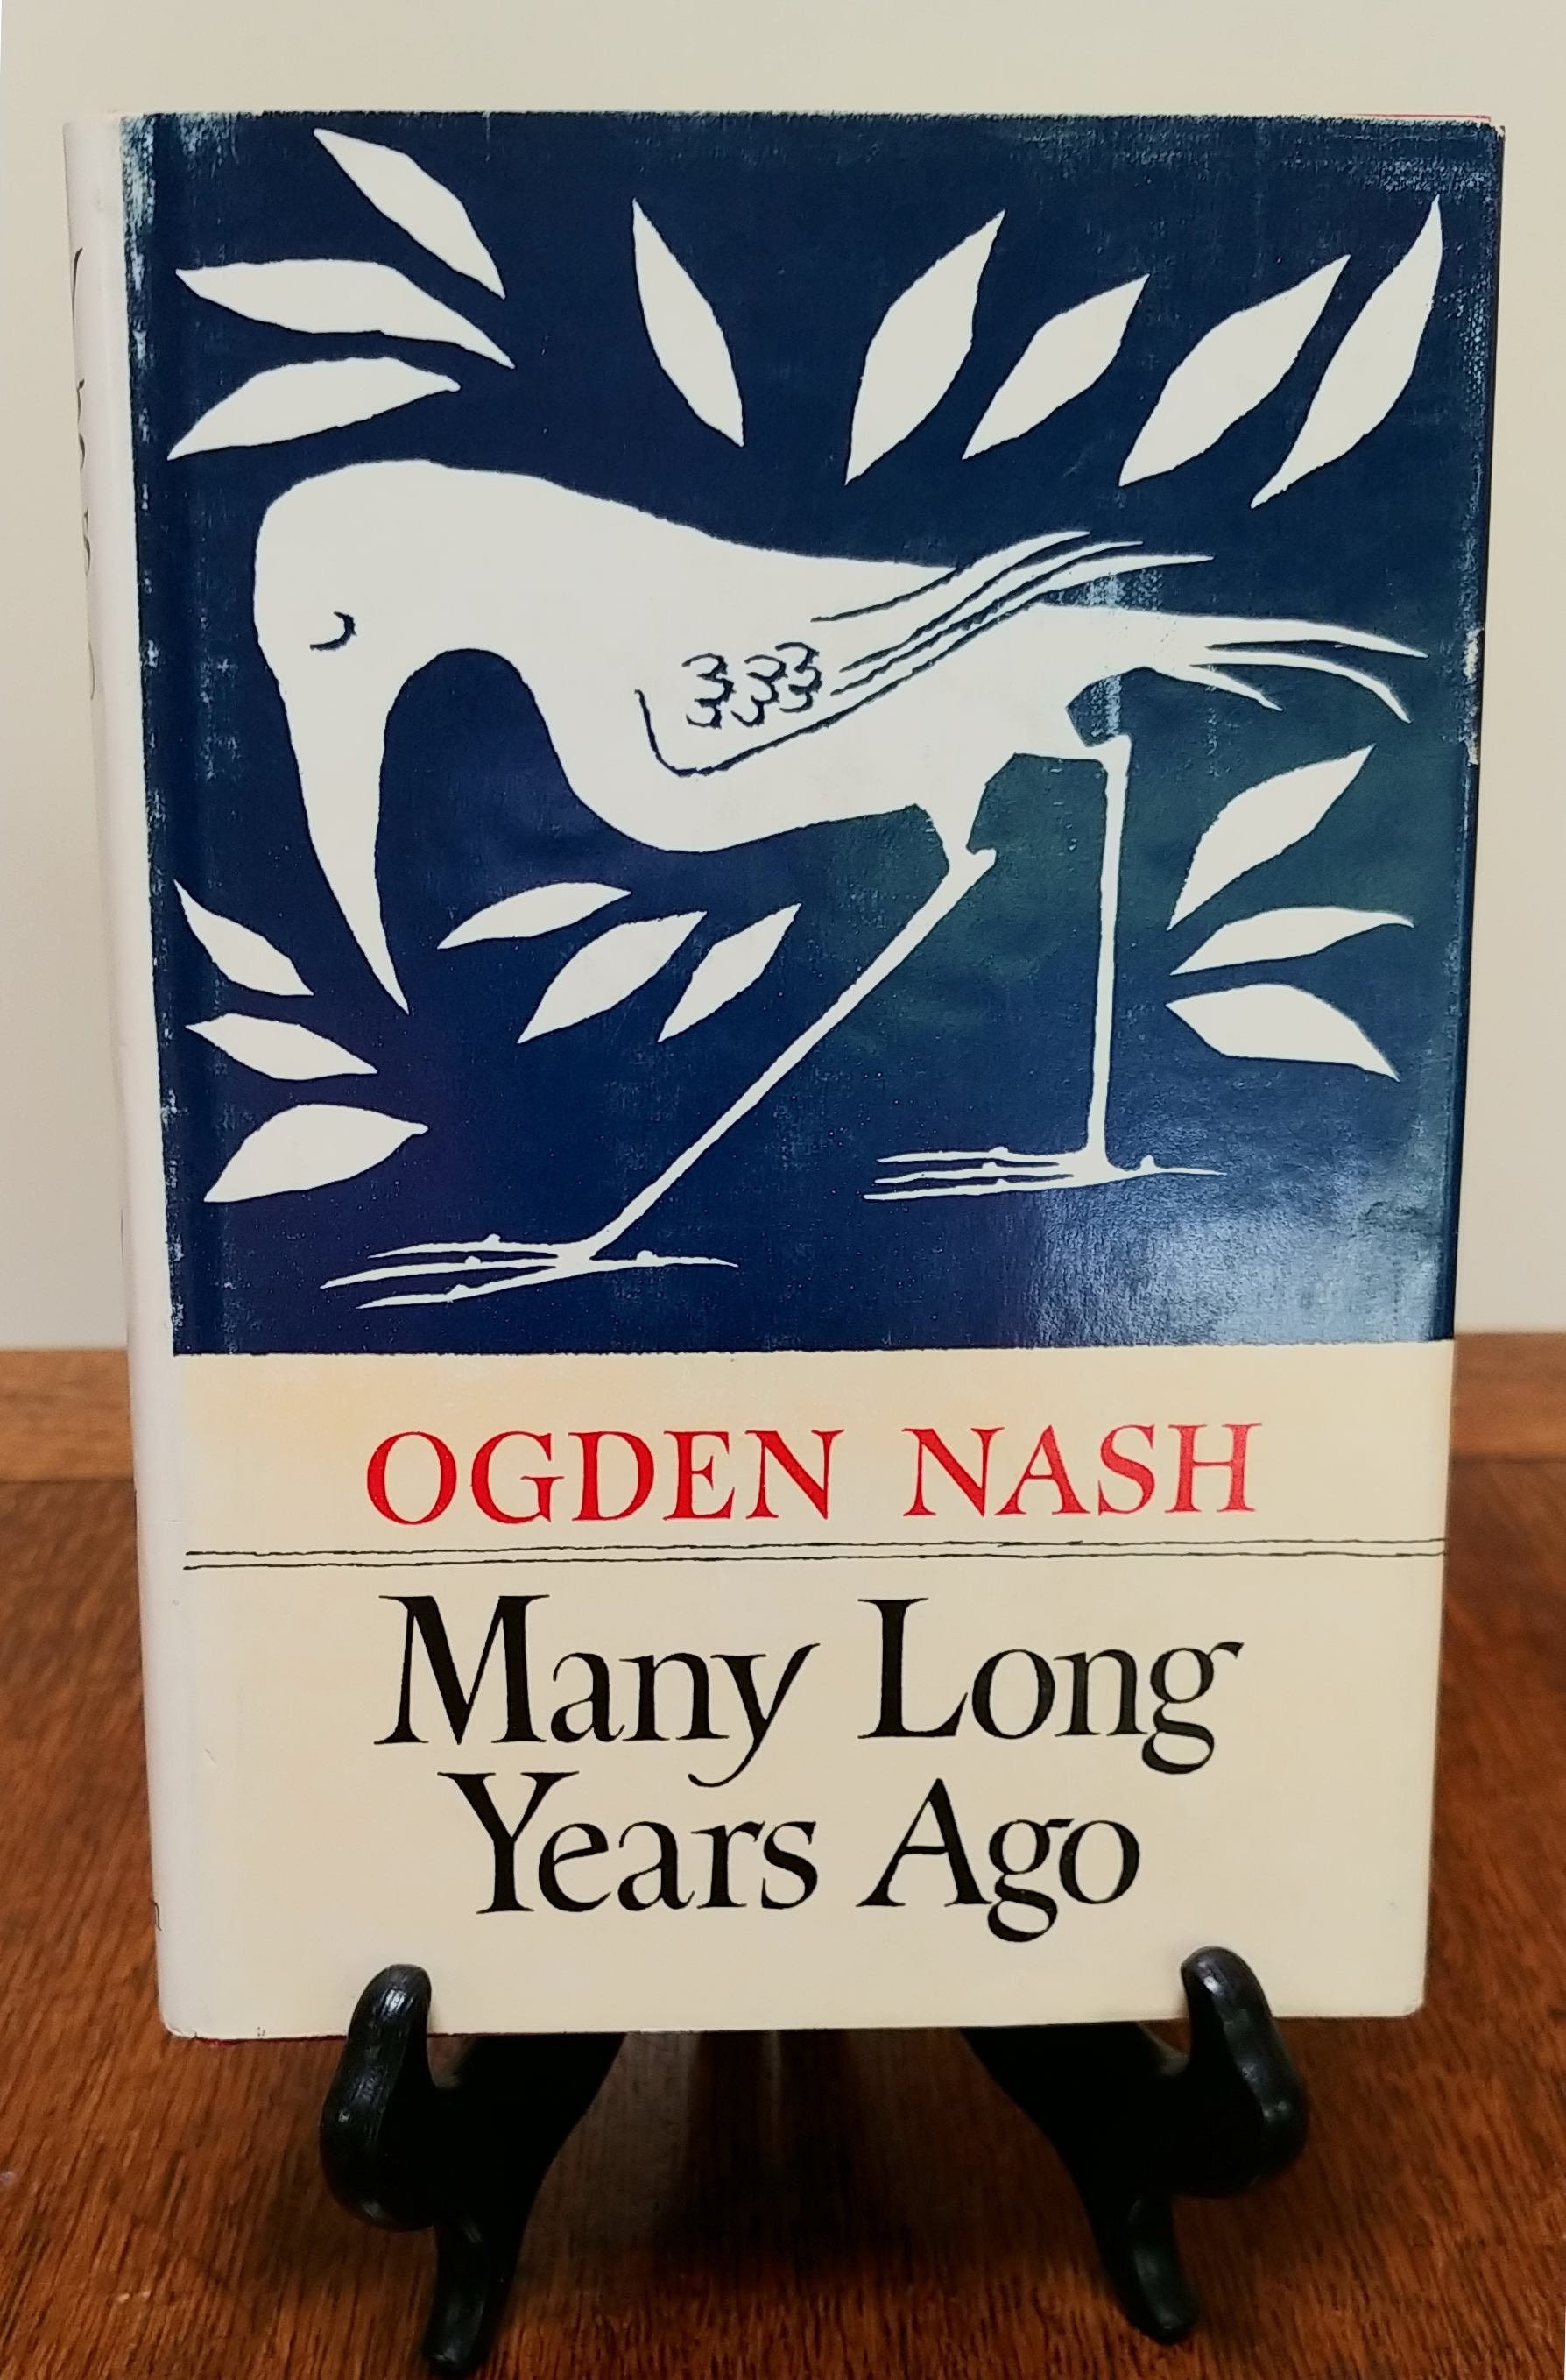 OGDEN NASH
Many Long
Years Ago